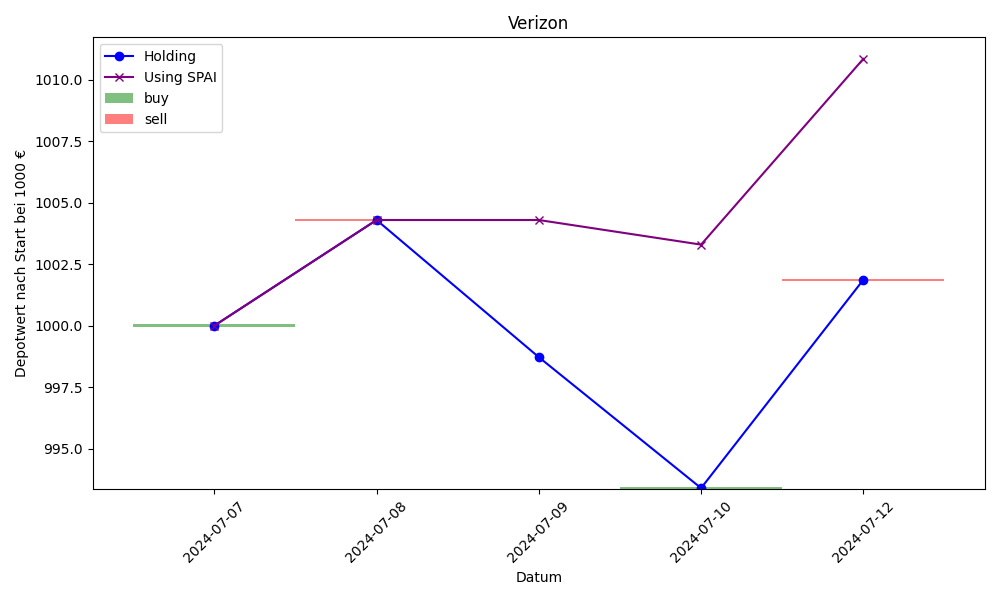 Verizon
Holding
Using SPAI
buy
sell
Depotwert nach Start bei 1000 €
1010.0
1007.5
1005.0
1002.5
1000.0
997.5
995.0
2024-07-07
2024-07-08
2024-07-09
2024-07-10
2024-07-12
Datum